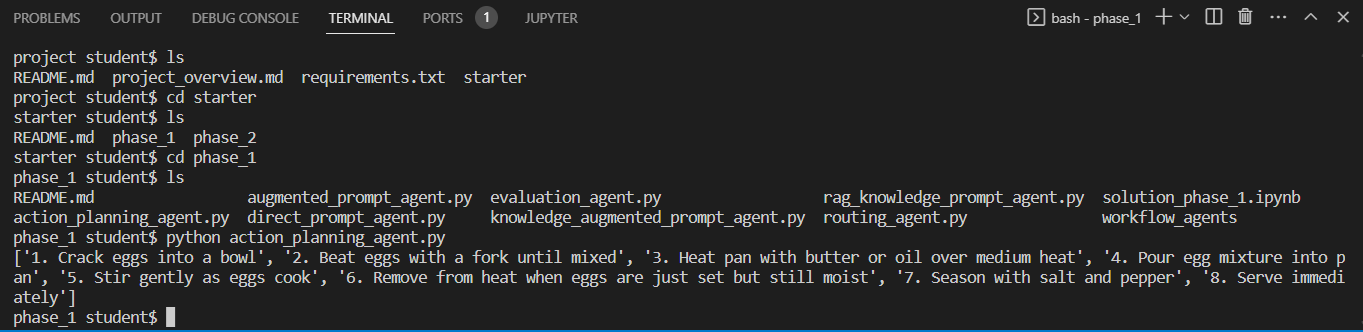 PROBLEMS OUTPUT DEBUG CONSOLE TERMINAL PORTS 1 JUPYTER bash - phase_1
project student$ ls
README.md  project_overview.md  requirements.txt  starter
project student$ cd starter
starter student$ ls
README.md  phase_1  phase_2
starter student$ cd phase_1
phase_1 student$ ls
README.md                 augmented_prompt_agent.py  evaluation_agent.py                  rag_knowledge_prompt_agent.py  solution_phase_1.ipynb
action_planning_agent.py  direct_prompt_agent.py     knowledge_augmented_prompt_agent.py  routing_agent.py               workflow_agents
phase_1 student$ python action_planning_agent.py
['1. Crack eggs into a bowl', '2. Beat eggs with a fork until mixed', '3. Heat pan with butter or oil over medium heat', '4. Pour egg mixture into p
an', '5. Stir gently as eggs cook', '6. Remove from heat when eggs are just set but still moist', '7. Season with salt and pepper', '8. Serve immedi
ately']
phase_1 student$